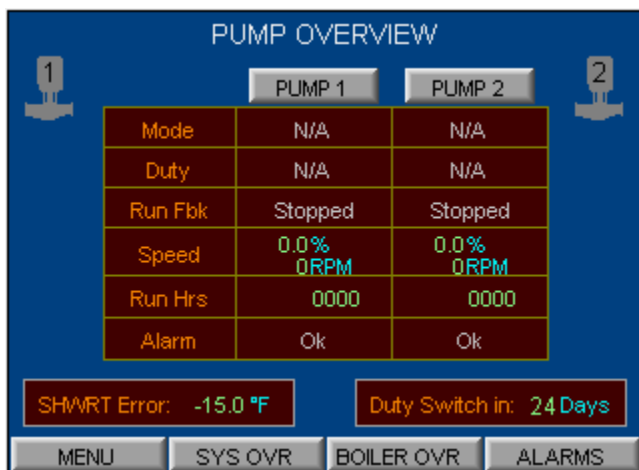 PUMP OVERVIEW
1 2
PUMP 1 PUMP 2
Mode N/A N/A
Duty N/A N/A
Run Fbk Stopped Stopped
Speed 0.0% 0.0%
0RPM 0RPM
Run Hrs 0000 0000
Alarm Ok Ok
SHWRT Error: -15.0 °F Duty Switch in: 24 Days
MENU SYS OVR BOILER OVR ALARMS